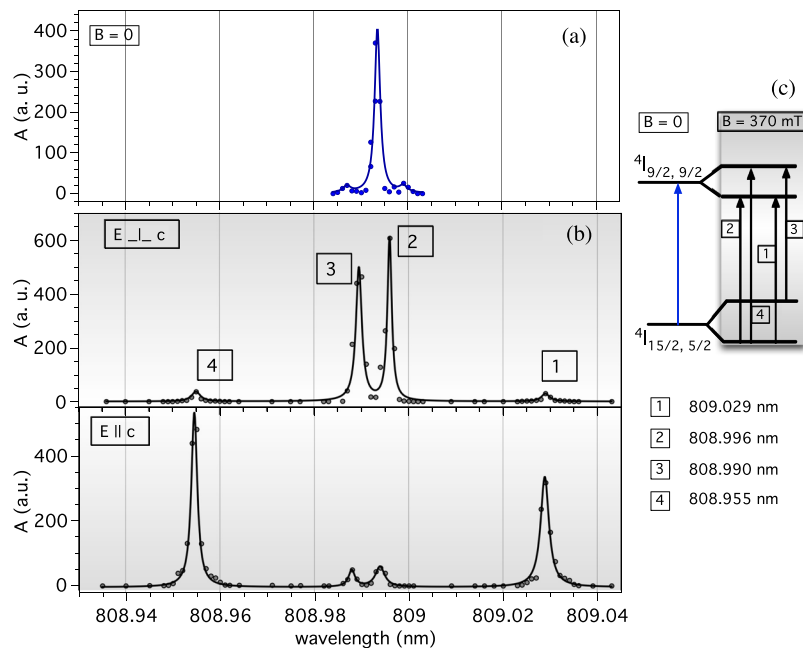 B = 0
(a)
A (a. u.)
400
300
200
100
0
E _|_ c
(b)
3
2
4
1
A (a. u.)
600
400
200
0
E || c
A (a.u.)
400
200
0
808.94
808.96
808.98
809
809.02
809.04
wavelength (nm)
(c)
B = 0
B = 370 mT
4I9/2, 9/2
2
1
3
4
4I15/2, 5/2
1 809.029 nm
2 808.996 nm
3 808.990 nm
4 808.955 nm